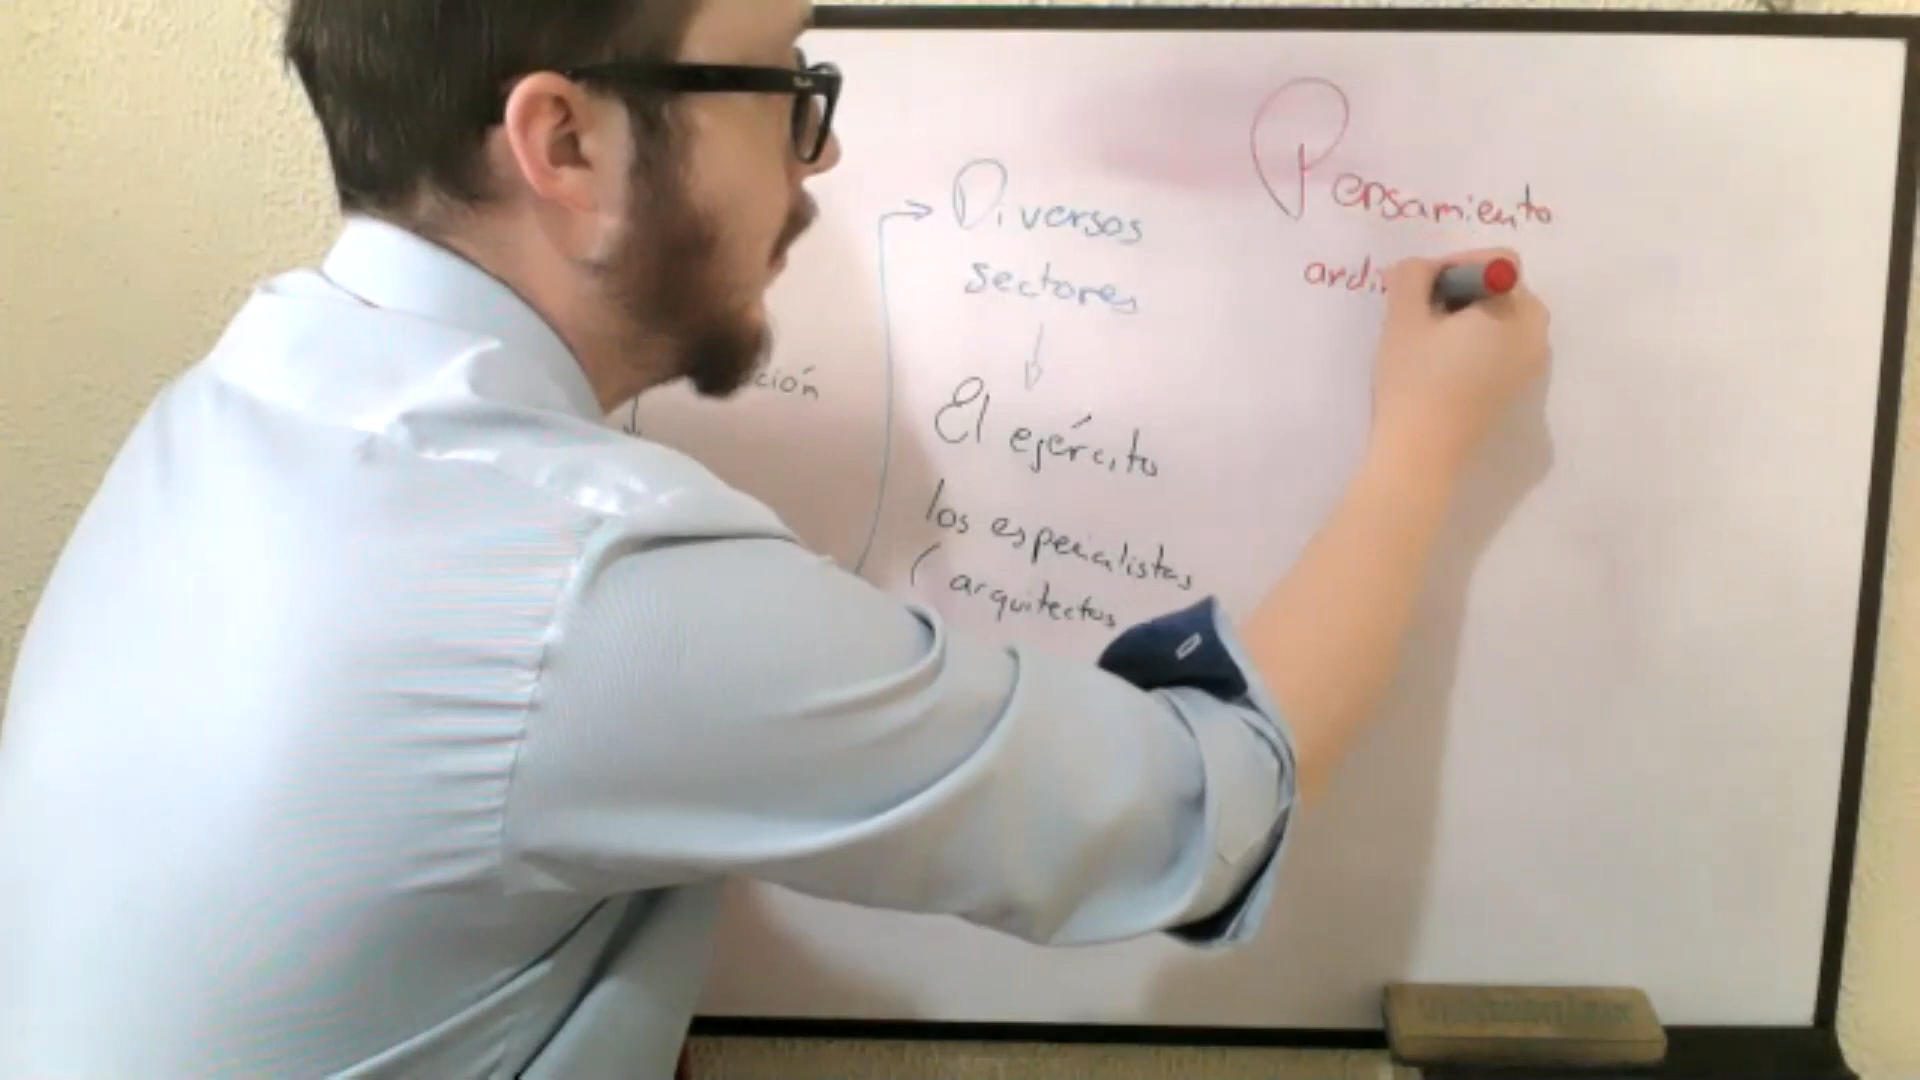 ción
Diversos
sectores
El ejército
los especialistas
( arquitectos
Pensamiento